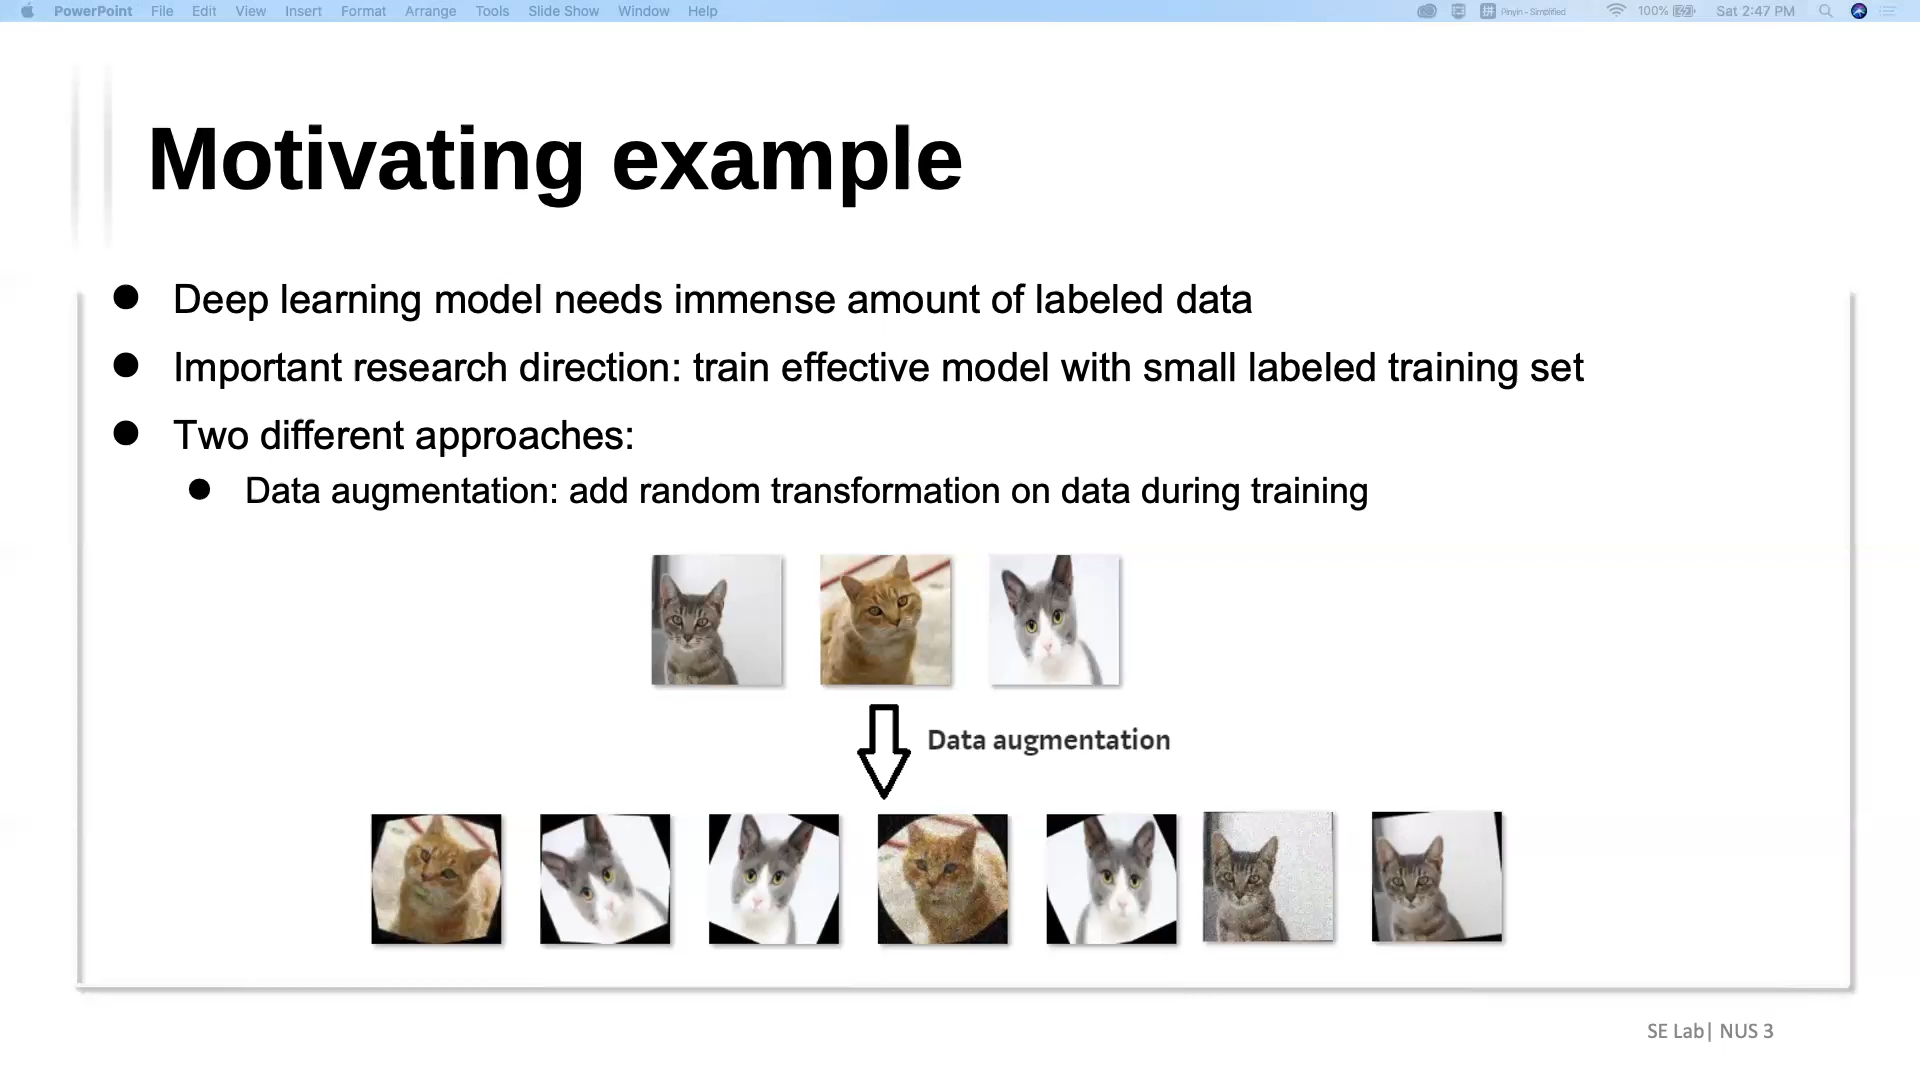 PowerPoint File Edit View Insert Format Arrange Tools Slide Show Window Help 拼 Pinyin - Simplified 100% Sat 2:47 PM
Motivating example
Deep learning model needs immense amount of labeled data
Important research direction: train effective model with small labeled training set
Two different approaches:
Data augmentation: add random transformation on data during training
Data augmentation
SE Lab| NUS 3